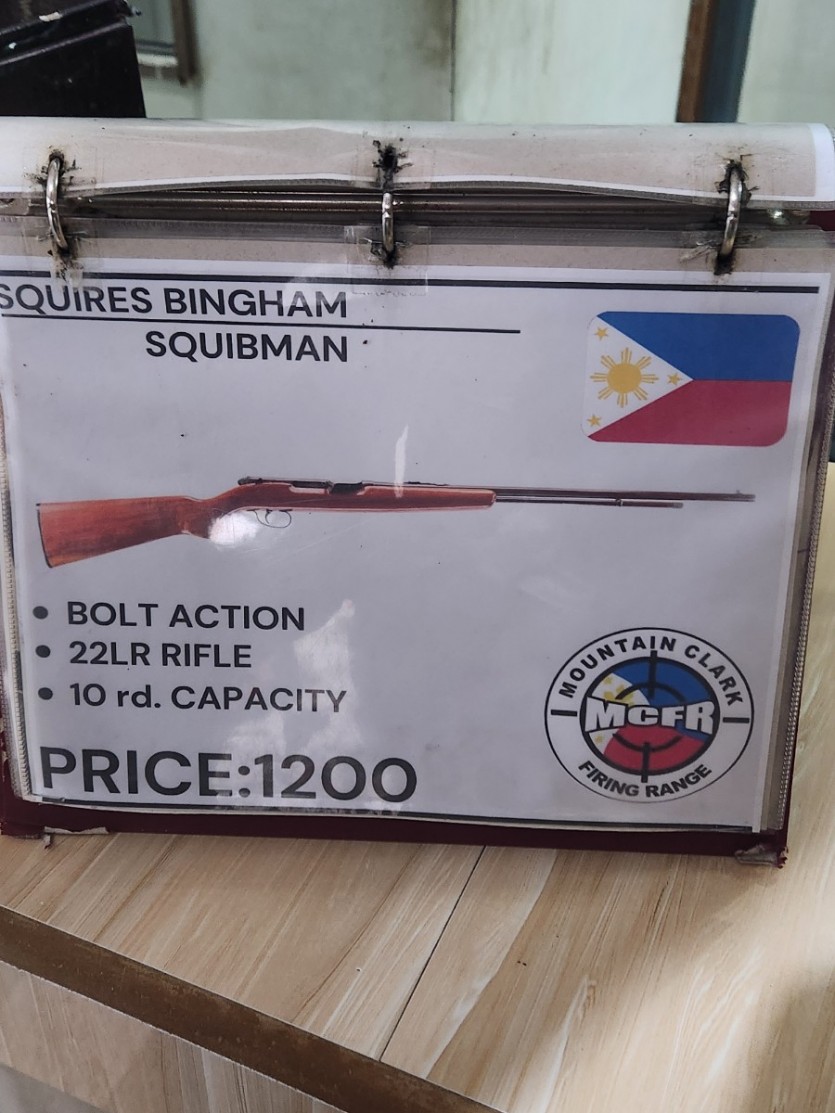 SQUIRES BINGHAM
SQUIBMAN
• BOLT ACTION
• 22LR RIFLE
• 10 rd. CAPACITY
PRICE:1200
MOUNTAIN CLARK
MCFR
FIRING RANGE